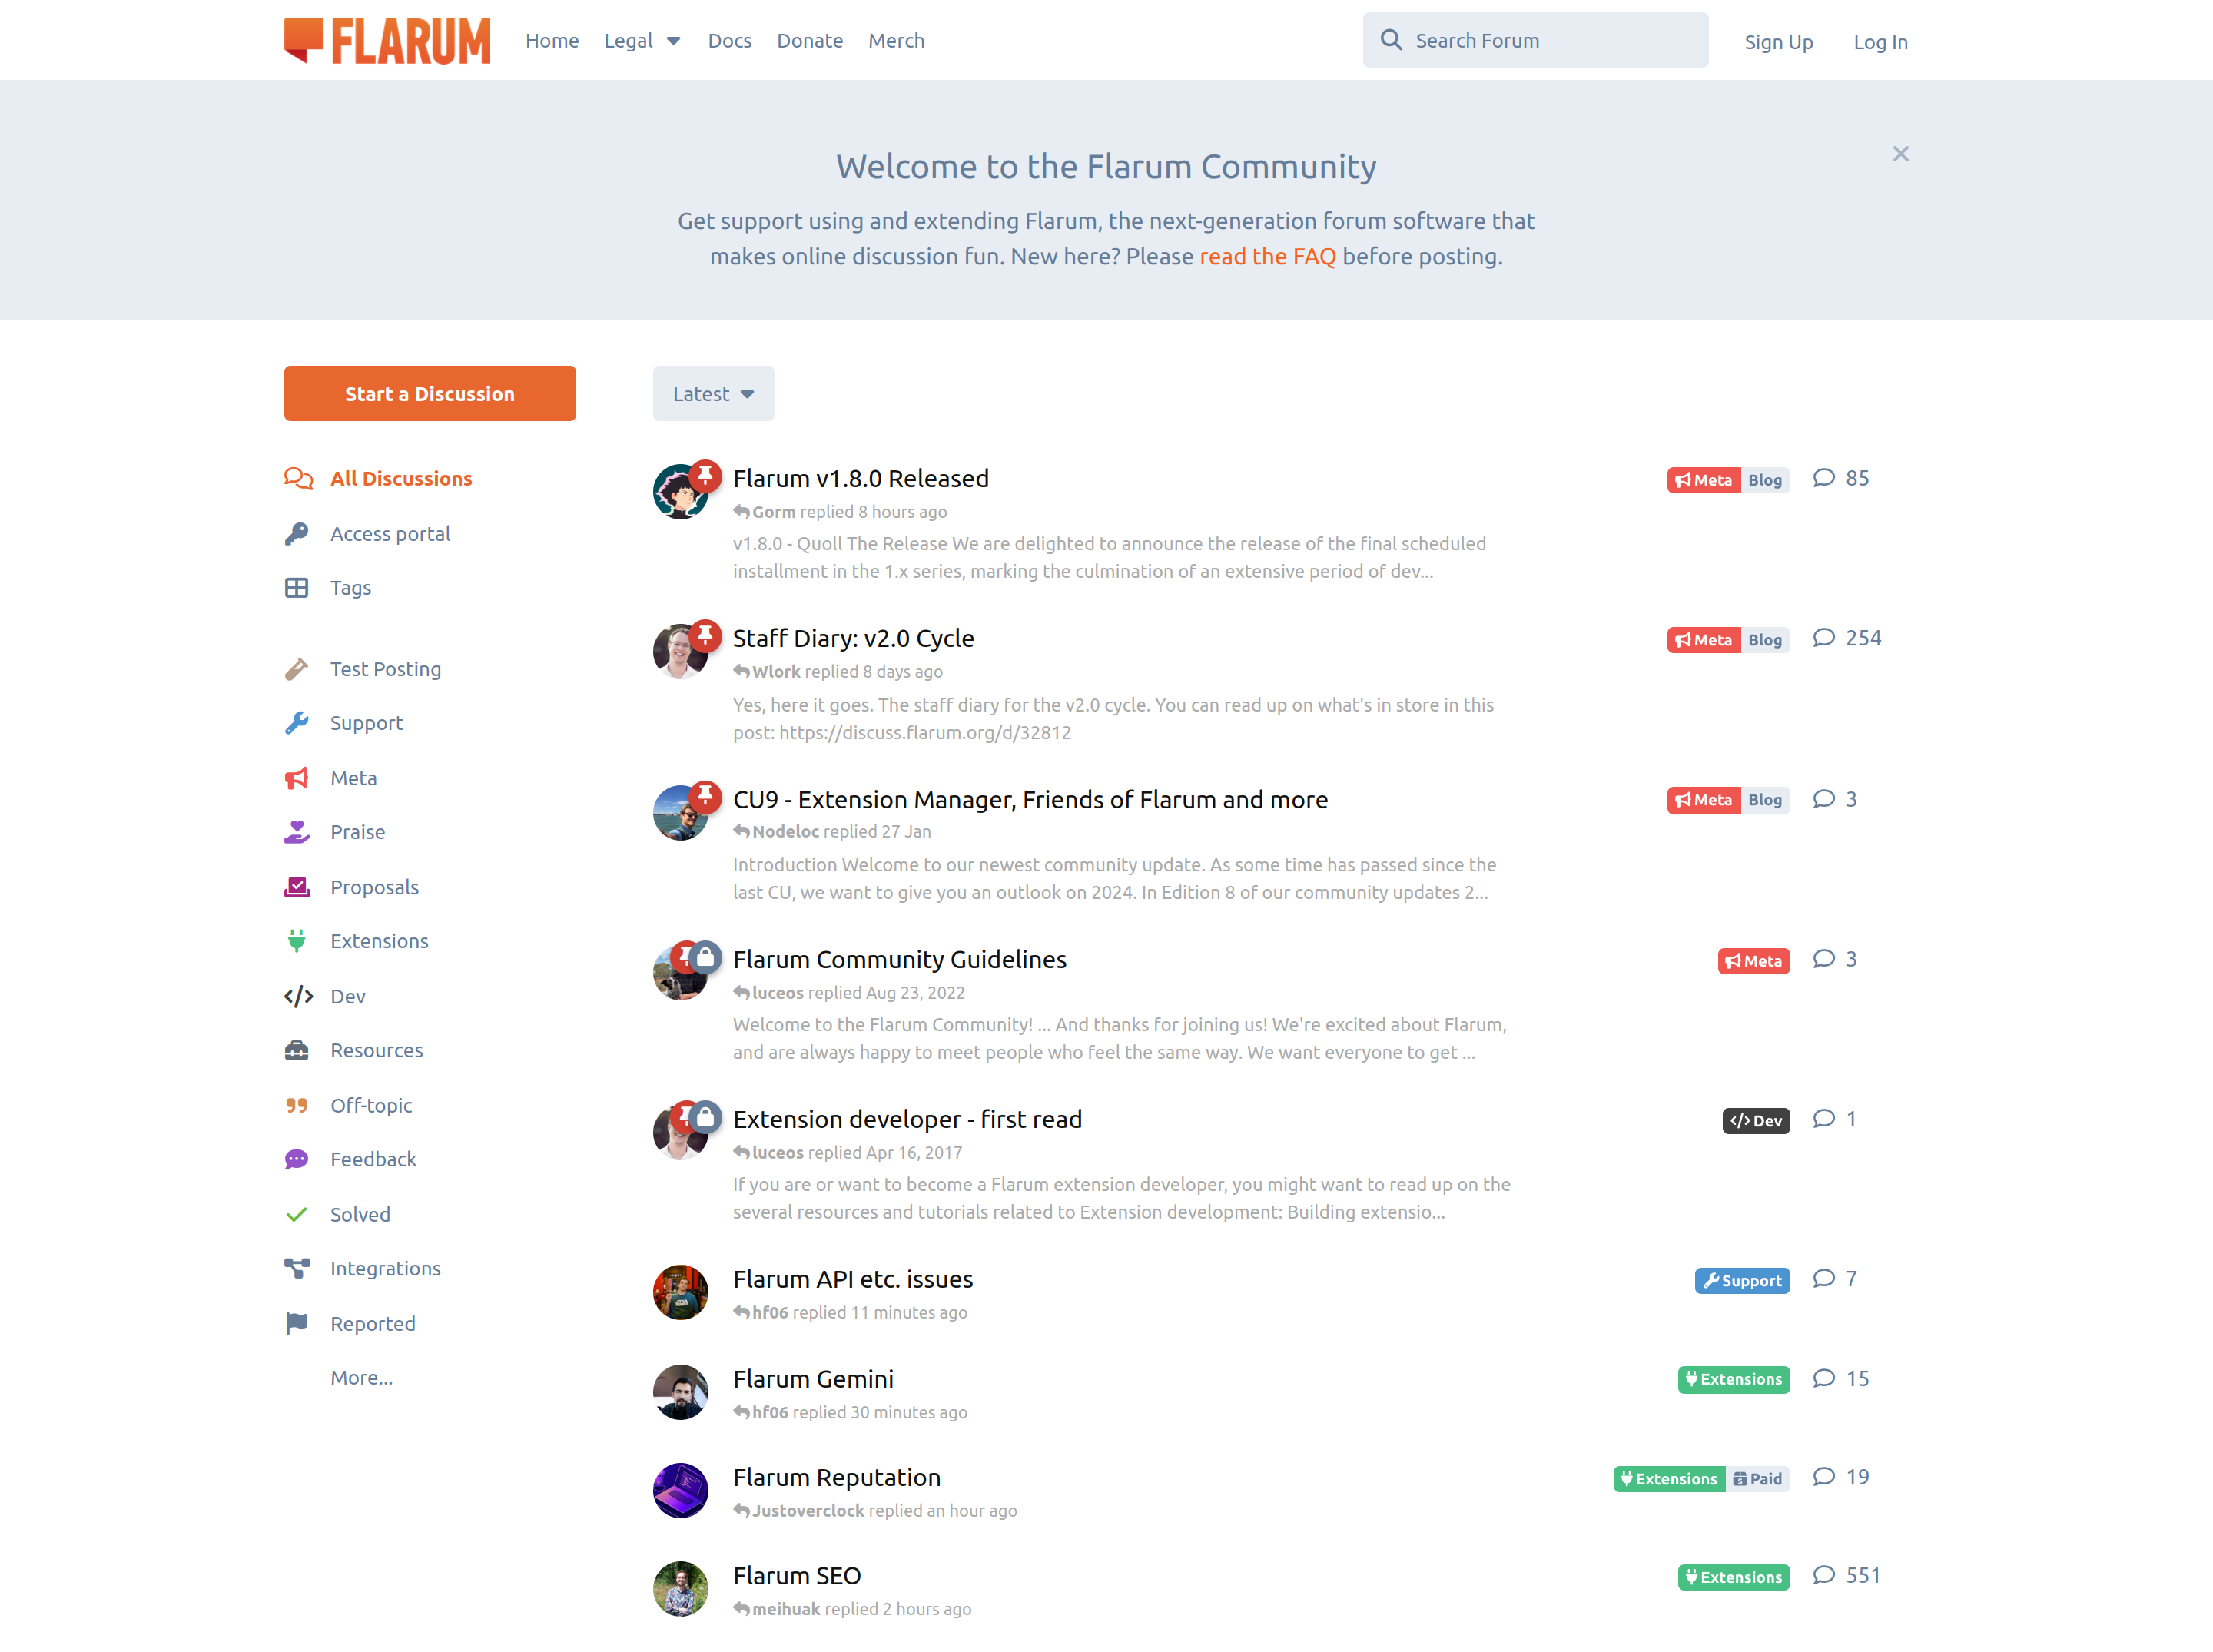 FLARUM
Home Legal Docs Donate Merch
Search Forum
Sign Up Log In
Welcome to the Flarum Community
Get support using and extending Flarum, the next-generation forum software that
makes online discussion fun. New here? Please read the FAQ before posting.
Start a Discussion
All Discussions
Access portal
Tags
Test Posting
Support
Meta
Praise
Proposals
Extensions
Dev
Resources
Off-topic
Feedback
Solved
Integrations
Reported
More...
Latest
Flarum v1.8.0 Released
Meta Blog 85
Gorm replied 8 hours ago
v1.8.0 - Quoll The Release We are delighted to announce the release of the final scheduled
installment in the 1.x series, marking the culmination of an extensive period of dev...
Staff Diary: v2.0 Cycle
Meta Blog 254
Wlork replied 8 days ago
Yes, here it goes. The staff diary for the v2.0 cycle. You can read up on what's in store in this
post: https://discuss.flarum.org/d/32812
CU9 - Extension Manager, Friends of Flarum and more
Meta Blog 3
Nodeloc replied 27 Jan
Introduction Welcome to our newest community update. As some time has passed since the
last CU, we want to give you an outlook on 2024. In Edition 8 of our community updates 2...
Flarum Community Guidelines
Meta 3
luceos replied Aug 23, 2022
Welcome to the Flarum Community! ... And thanks for joining us! We're excited about Flarum,
and are always happy to meet people who feel the same way. We want everyone to get ...
Extension developer - first read
Dev 1
luceos replied Apr 16, 2017
If you are or want to become a Flarum extension developer, you might want to read up on the
several resources and tutorials related to Extension development: Building extensio...
Flarum API etc. issues
Support 7
hf06 replied 11 minutes ago
Flarum Gemini
Extensions 15
hf06 replied 30 minutes ago
Flarum Reputation
Extensions Paid 19
Justoverclock replied an hour ago
Flarum SEO
Extensions 551
meihuak replied 2 hours ago